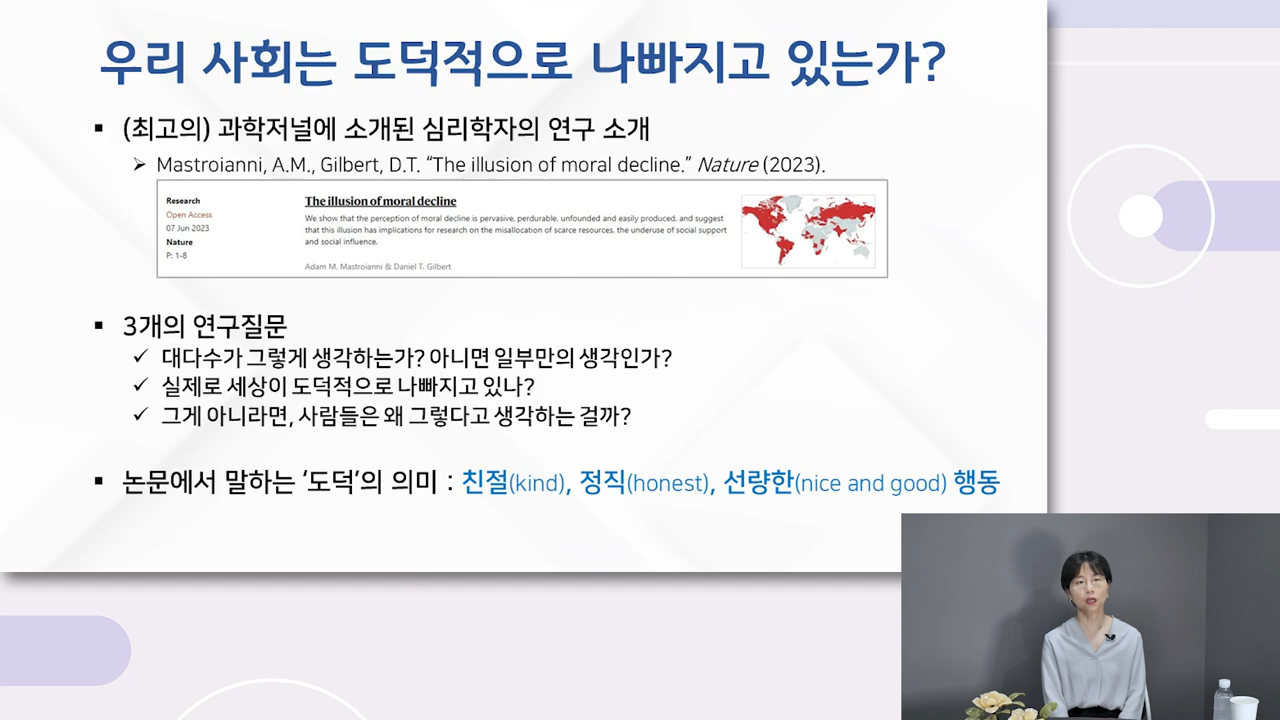 우리 사회는 도덕적으로 나빠지고 있는가?
(최고의) 과학저널에 소개된 심리학자의 연구 소개
Mastroianni, A.M., Gilbert, D.T. “The illusion of moral decline.” Nature (2023).
Research
Open Access
07 Jun 2023
Nature
P: 1-8
The illusion of moral decline
We show that the perception of moral decline is pervasive, perdurable, unfounded and easily produced, and suggest
that this illusion has implications for research on the misallocation of scarce resources, the underuse of social support
and social influence.
Adam M. Mastroianni & Daniel T. Gilbert
3개의 연구질문
대다수가 그렇게 생각하는가? 아니면 일부만의 생각인가?
실제로 세상이 도덕적으로 나빠지고 있나?
그게 아니라면, 사람들은 왜 그렇다고 생각하는 걸까?
논문에서 말하는 ‘도덕’의 의미 : 친절(kind), 정직(honest), 선량한(nice and good) 행동